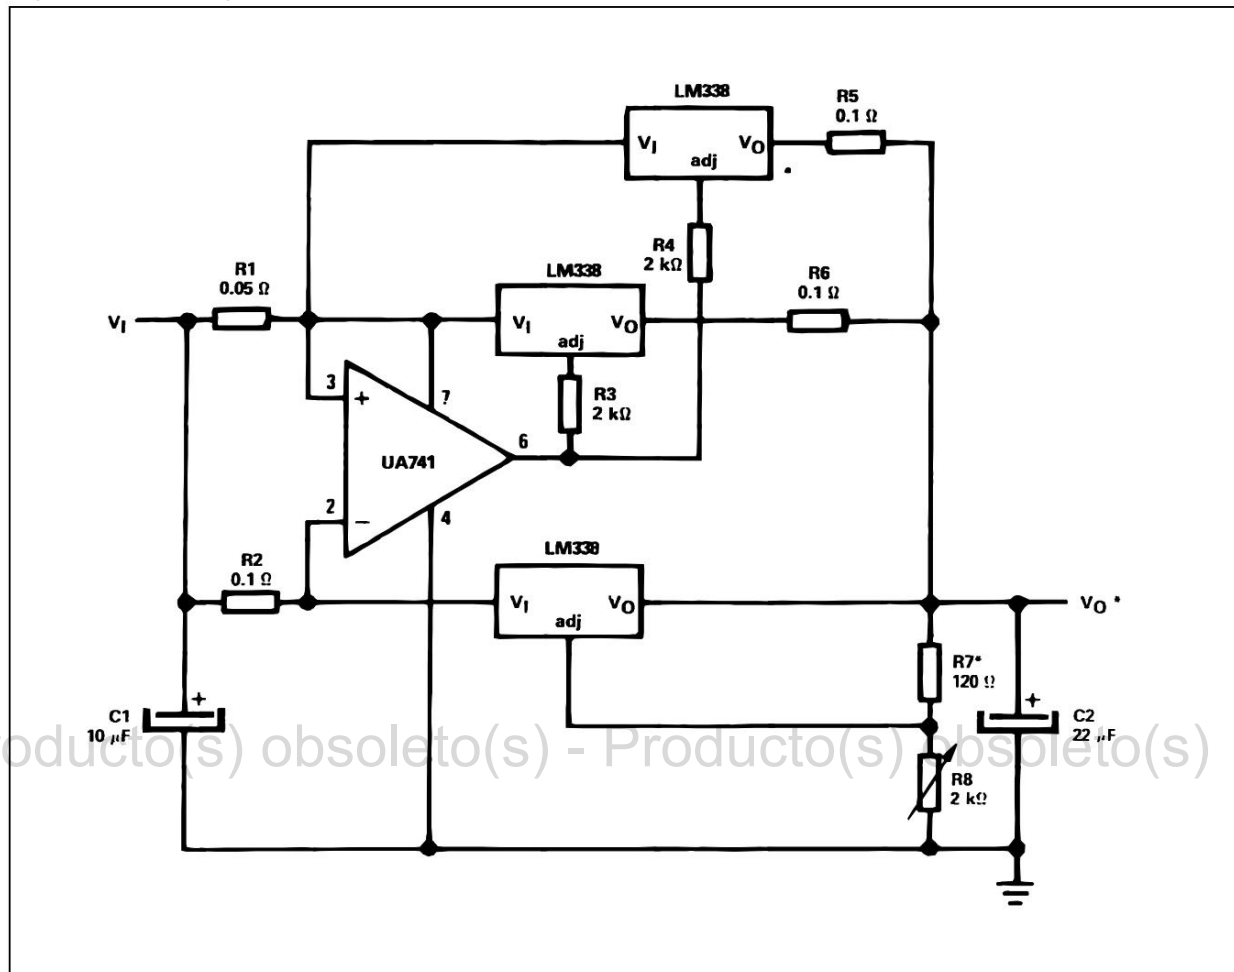 LM338
R5
0.1 Ω
VI
VO
adj
R4
2 kΩ
R1
0.05 Ω
LM338
R6
0.1 Ω
VI
VI
VO
adj
3
+
7
R3
2 kΩ
6
UA741
2
−
4
R2
0.1 Ω
LM338
VI
VO
adj
VO *
R7*
120 Ω
+
C1
10 µF
+
C2
22 µF
R8
2 kΩ
oducto(s) obsoleto(s) - Producto(s) obsoleto(s)